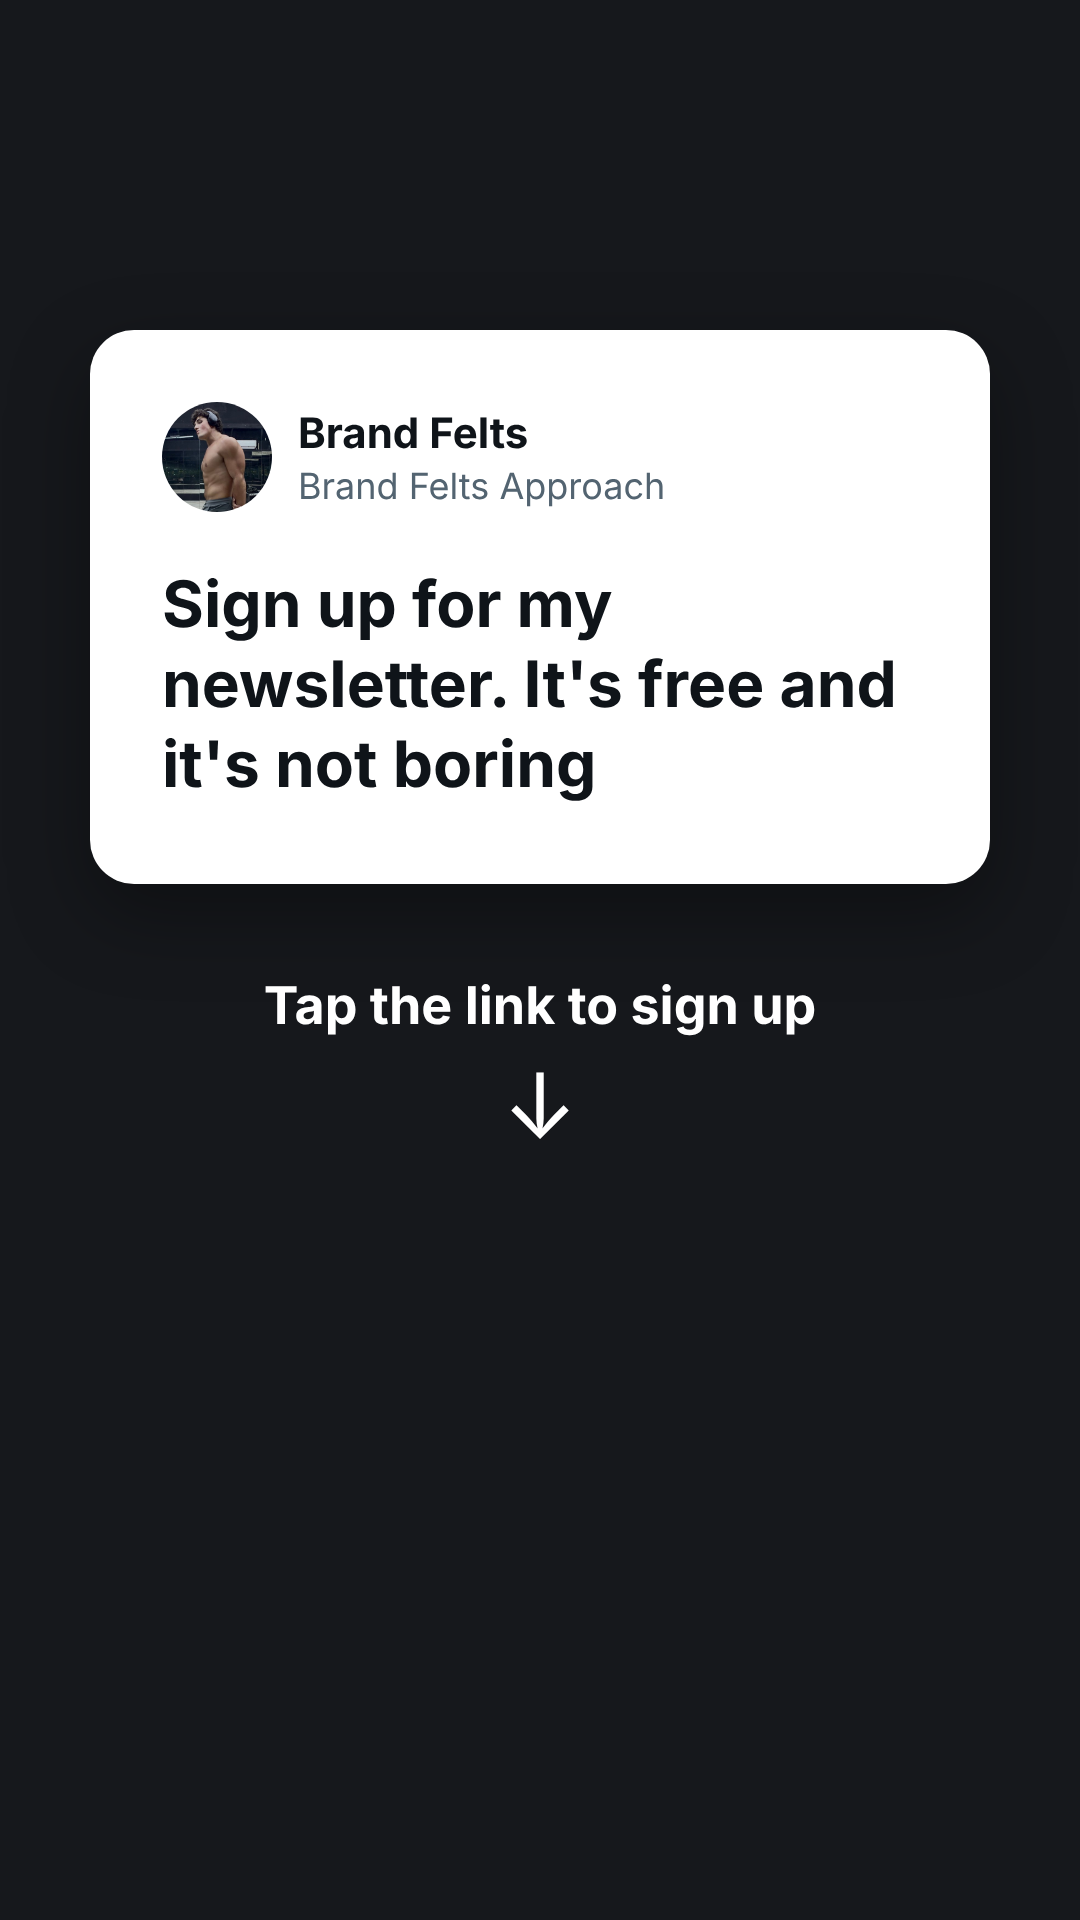 Brand Felts
Brand Felts Approach
Sign up for my
newsletter. It's free and
it's not boring
Tap the link to sign up